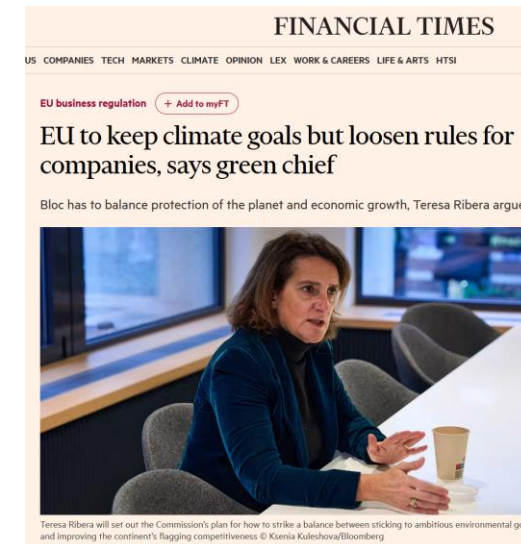 FINANCIAL TIMES
US COMPANIES TECH MARKETS CLIMATE OPINION LEX WORK & CAREERS LIFE & ARTS HTSI
EU business regulation + Add to myFT
EU to keep climate goals but loosen rules for
companies, says green chief
Bloc has to balance protection of the planet and economic growth, Teresa Ribera argue
Teresa Ribera will set out the Commission's plan for how to strike a balance between sticking to ambitious environmental go
and improving the continent's flagging competitiveness © Ksenia Kuleshova/Bloomberg